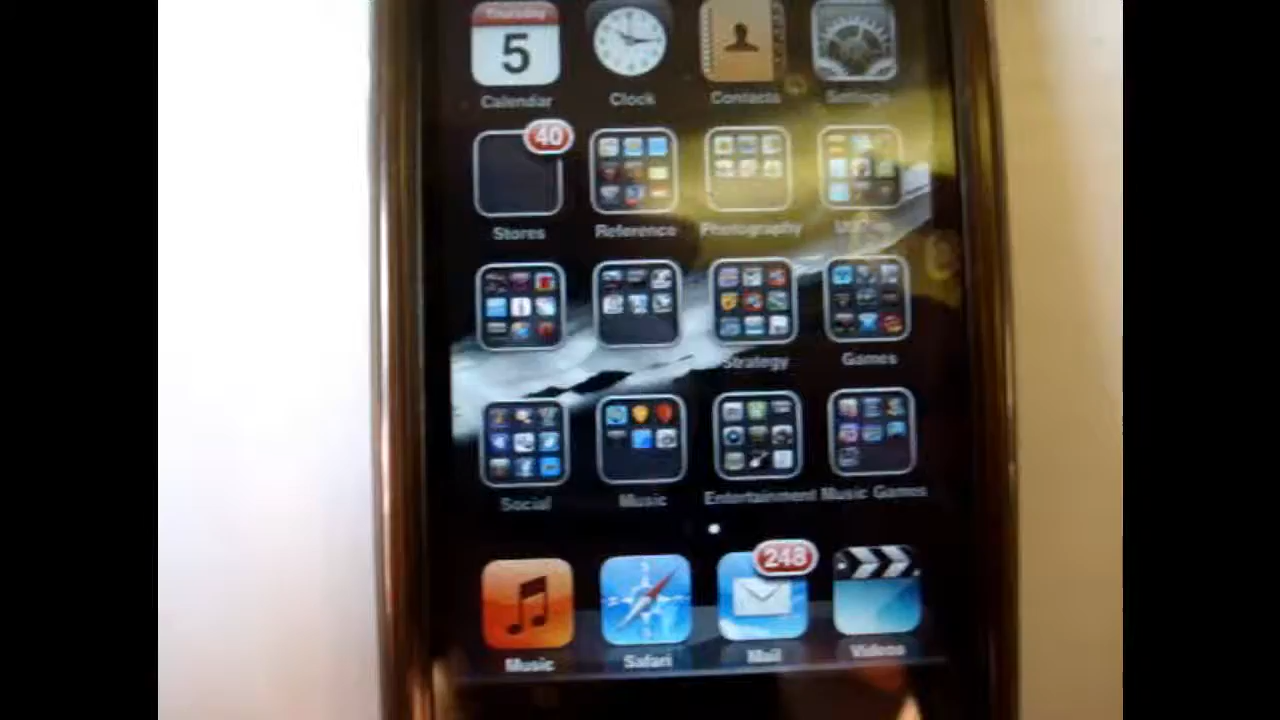 Thursday
5
Calendar Clock Contacts Settings
40
Stores Reference Photography Utilities
Strategy Games
Social Music Entertainment Music Games
248
Music Safari Mail Videos